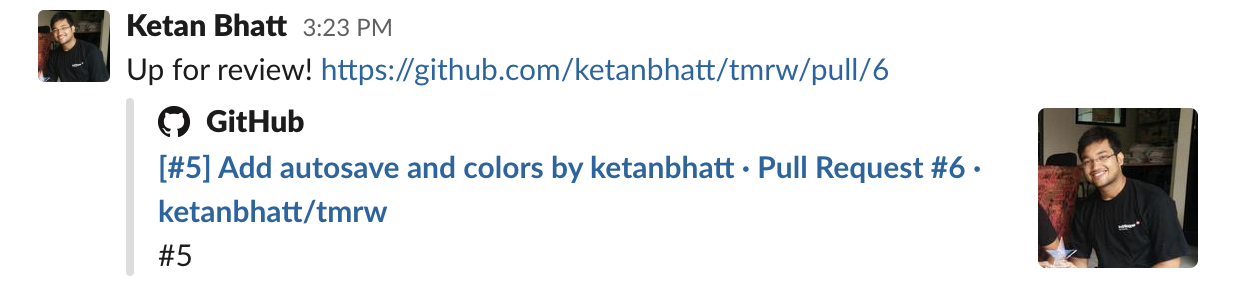 Ketan Bhatt 3:23 PM
Up for review! https://github.com/ketanbhatt/tmrw/pull/6
GitHub
[#5] Add autosave and colors by ketanbhatt · Pull Request #6 ·
ketanbhatt/tmrw
#5